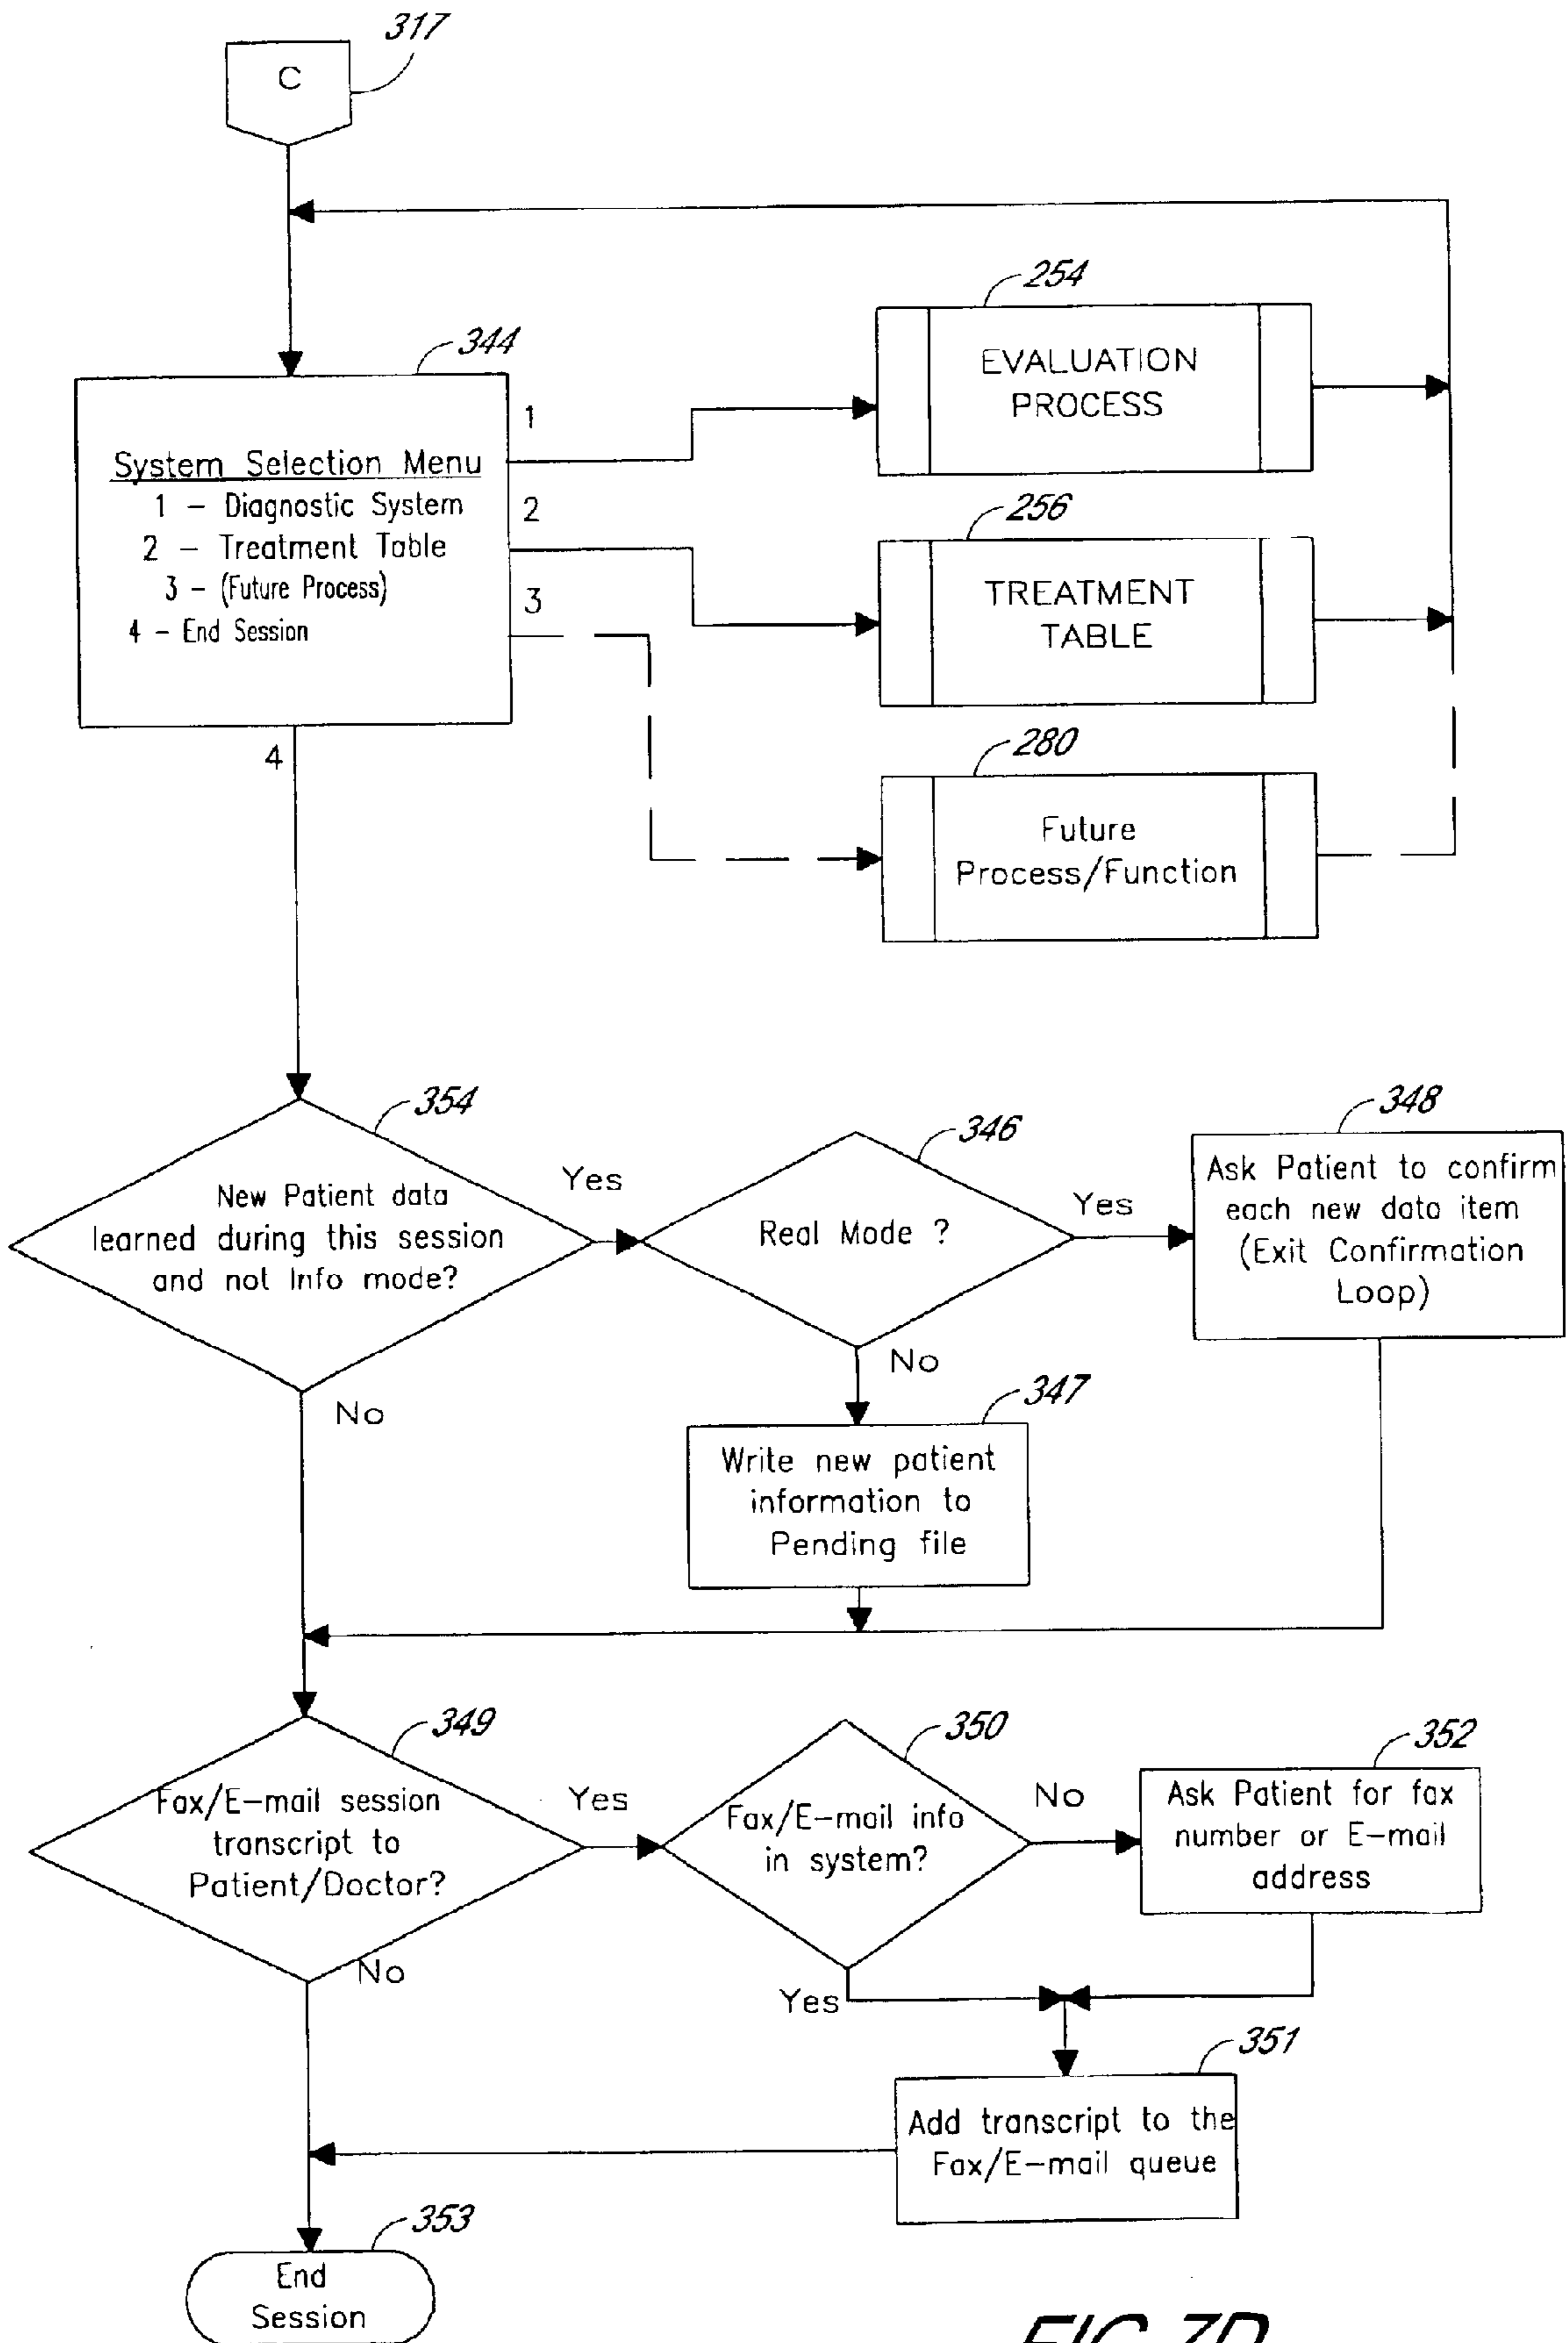 317
C
254
EVALUATION
PROCESS
344
1
System Selection Menu
1 – Diagnostic System
2 – Treatment Table
3 – (Future Process)
4 – End Session
2
256
TREATMENT
TABLE
3
280
Future
Process/Function
4
354
New Patient data
learned during this session
and not Info mode?
Yes
346
Real Mode ?
Yes
348
Ask Patient to confirm
each new data item
(Exit Confirmation
Loop)
No
No
347
Write new patient
information to
Pending file
349
Fax/E–mail session
transcript to
Patient/Doctor?
Yes
350
Fax/E–mail info
in system?
No
352
Ask Patient for fax
number or E–mail
address
No
Yes
351
Add transcript to the
Fax/E–mail queue
353
End
Session
FIG. 7D